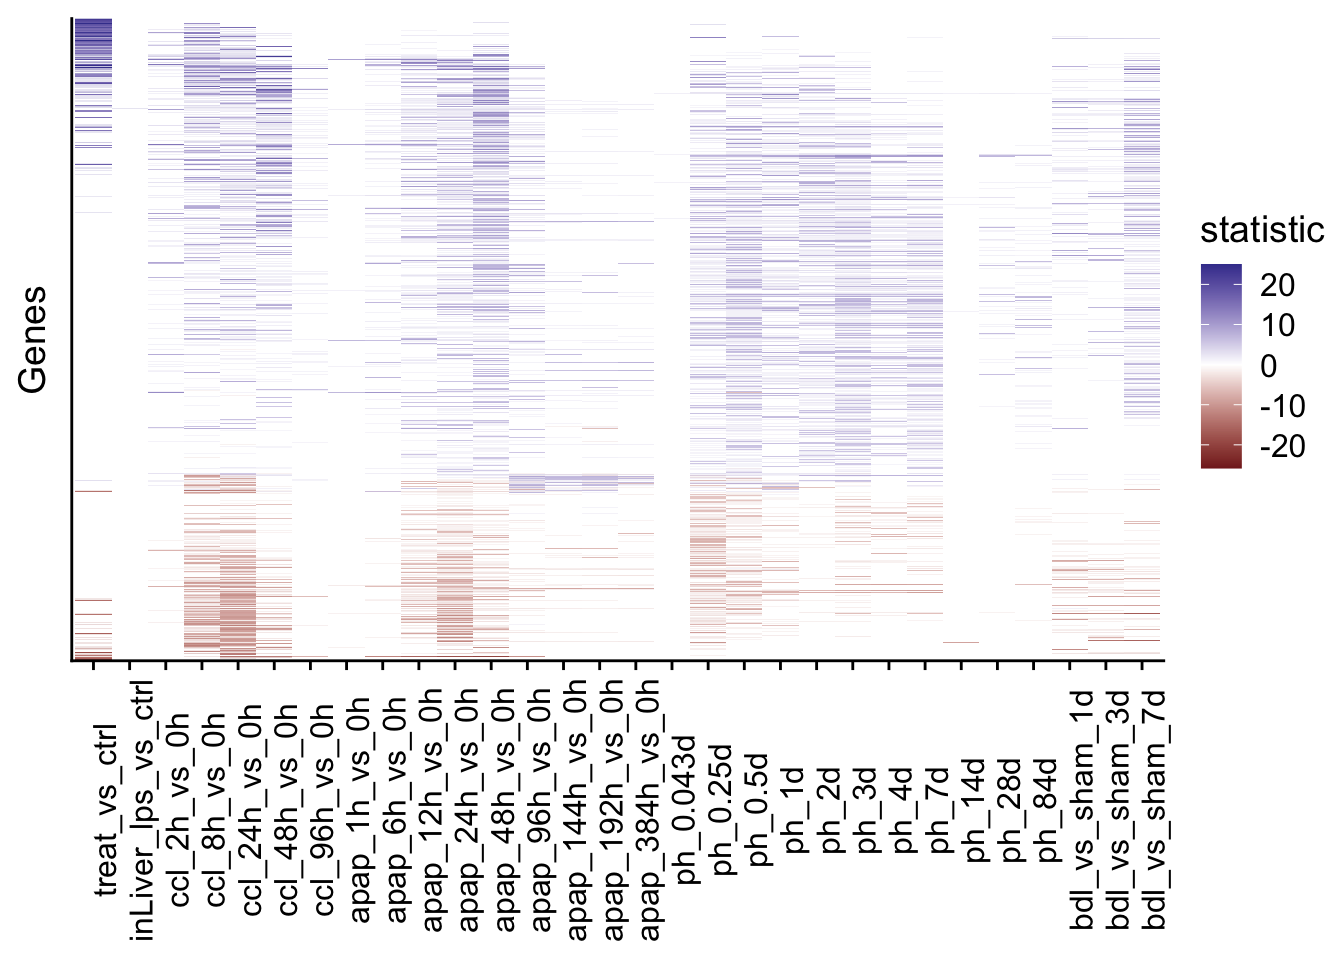 Genes
statistic
20
10
0
-10
-20
treat_vs_ctrl
inLiver_lps_vs_ctrl
ccl_2h_vs_0h
ccl_8h_vs_0h
ccl_24h_vs_0h
ccl_48h_vs_0h
ccl_96h_vs_0h
apap_1h_vs_0h
apap_6h_vs_0h
apap_12h_vs_0h
apap_24h_vs_0h
apap_48h_vs_0h
apap_96h_vs_0h
apap_144h_vs_0h
apap_192h_vs_0h
apap_384h_vs_0h
ph_0.043d
ph_0.25d
ph_0.5d
ph_1d
ph_2d
ph_3d
ph_4d
ph_7d
ph_14d
ph_28d
ph_84d
bdl_vs_sham_1d
bdl_vs_sham_3d
bdl_vs_sham_7d